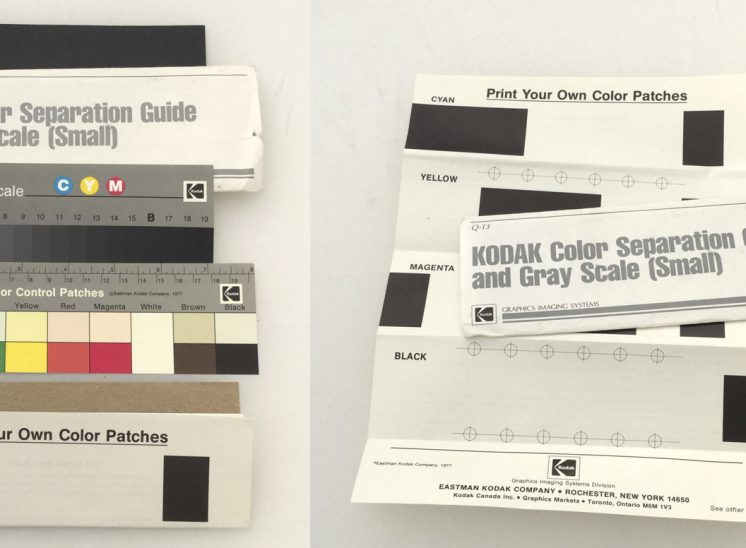 r Separation Guide
cale (Small)
cale
C Y M
Kodak
8 9 10 11 12 13 14 15 B 17 18 19
or Control Patches ©Eastman Kodak Company, 1977
Kodak
Yellow Red Magenta White Brown Black
ur Own Color Patches
Print Your Own Color Patches
CYAN
YELLOW
MAGENTA
BLACK
Q-13
KODAK Color Separation G
and Gray Scale (Small)
Kodak
GRAPHICS IMAGING SYSTEMS
©Eastman Kodak Company, 1977
Kodak
Graphics Imaging Systems Division
EASTMAN KODAK COMPANY • ROCHESTER, NEW YORK 14650
Kodak Canada Inc. • Graphics Markets • Toronto, Ontario M6M 1V3
See other